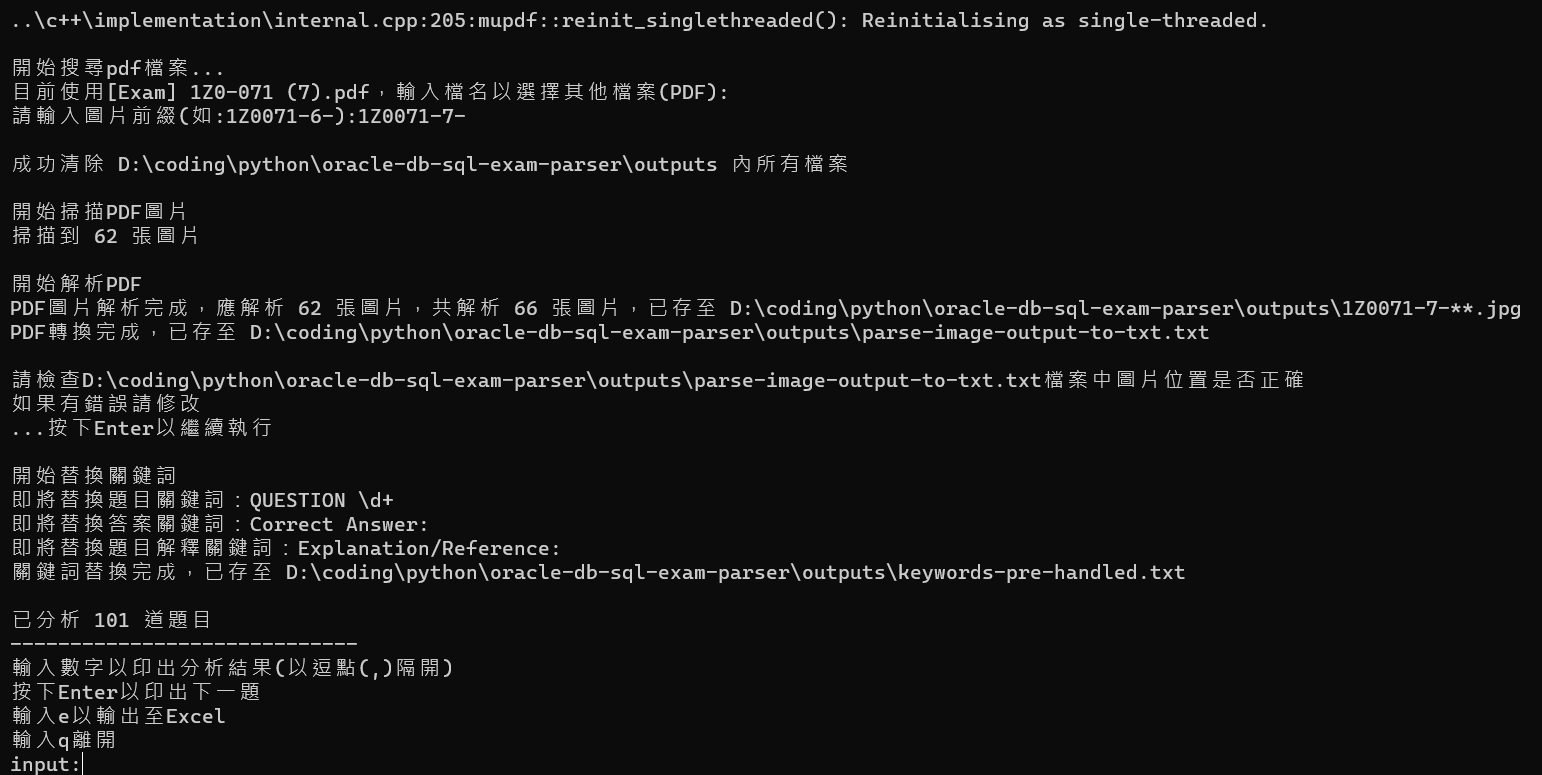 ..\c++\implementation\internal.cpp:205:mupdf::reinit_singlethreaded(): Reinitialising as single-threaded.
開始搜尋pdf檔案...
目前使用[Exam] 1Z0-071 (7).pdf，輸入檔名以選擇其他檔案(PDF):
請輸入圖片前綴(如:1Z0071-6-):1Z0071-7-
成功清除 D:\coding\python\oracle-db-sql-exam-parser\outputs 內所有檔案
開始掃描PDF圖片
掃描到 62 張圖片
開始解析PDF
PDF圖片解析完成，應解析 62 張圖片，共解析 66 張圖片，已存至 D:\coding\python\oracle-db-sql-exam-parser\outputs\1Z0071-7-**.jpg
PDF轉換完成，已存至 D:\coding\python\oracle-db-sql-exam-parser\outputs\parse-image-output-to-txt.txt
請檢查D:\coding\python\oracle-db-sql-exam-parser\outputs\parse-image-output-to-txt.txt檔案中圖片位置是否正確
如果有錯誤請修改
...按下Enter以繼續執行
開始替換關鍵詞
即將替換題目關鍵詞：QUESTION \d+
即將替換答案關鍵詞：Correct Answer:
即將替換題目解釋關鍵詞：Explanation/Reference:
關鍵詞替換完成，已存至 D:\coding\python\oracle-db-sql-exam-parser\outputs\keywords-pre-handled.txt
已分析 101 道題目
-----------------------------
輸入數字以印出分析結果(以逗點(,)隔開)
按下Enter以印出下一題
輸入e以輸出至Excel
輸入q離開
input: